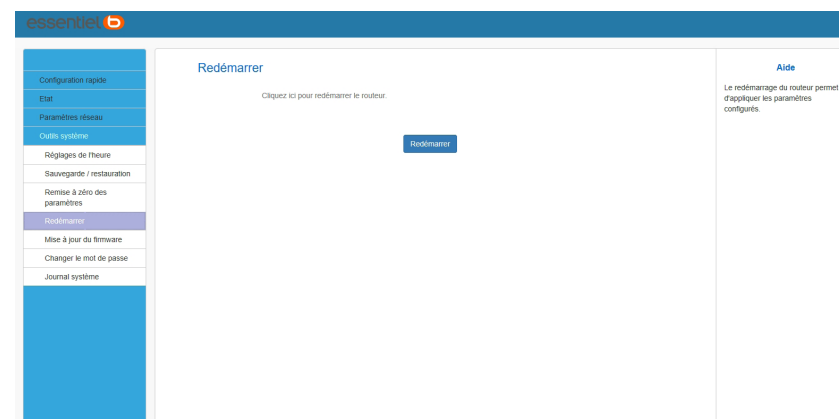 essentiel b
Configuration rapide
Etat
Paramètres réseau
Outils système
Réglages de l'heure
Sauvegarde / restauration
Remise à zéro des
paramètres
Redémarrer
Mise à jour du firmware
Changer le mot de passe
Journal système
Redémarrer
Cliquez ici pour redémarrer le routeur.
Redémarrer
Aide
Le redémarrage du routeur permet
d'appliquer les paramètres
configurés.